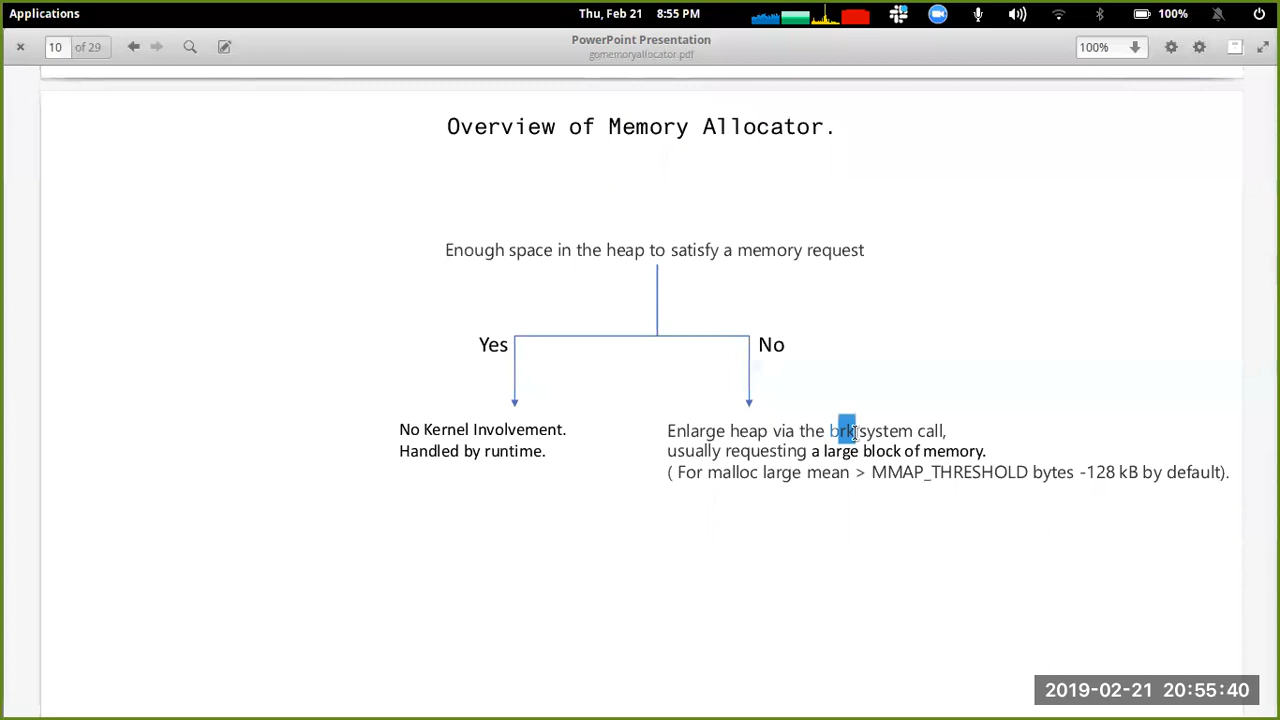 Applications
Thu, Feb 21 8:55 PM
100%
10 of 29
PowerPoint Presentation
gomemoryallocator.pdf
100%
Overview of Memory Allocator.
Enough space in the heap to satisfy a memory request
Yes
No
No Kernel Involvement.
Handled by runtime.
Enlarge heap via the brk system call,
usually requesting a large block of memory.
( For malloc large mean > MMAP_THRESHOLD bytes -128 kB by default).
2019-02-21 20:55:40